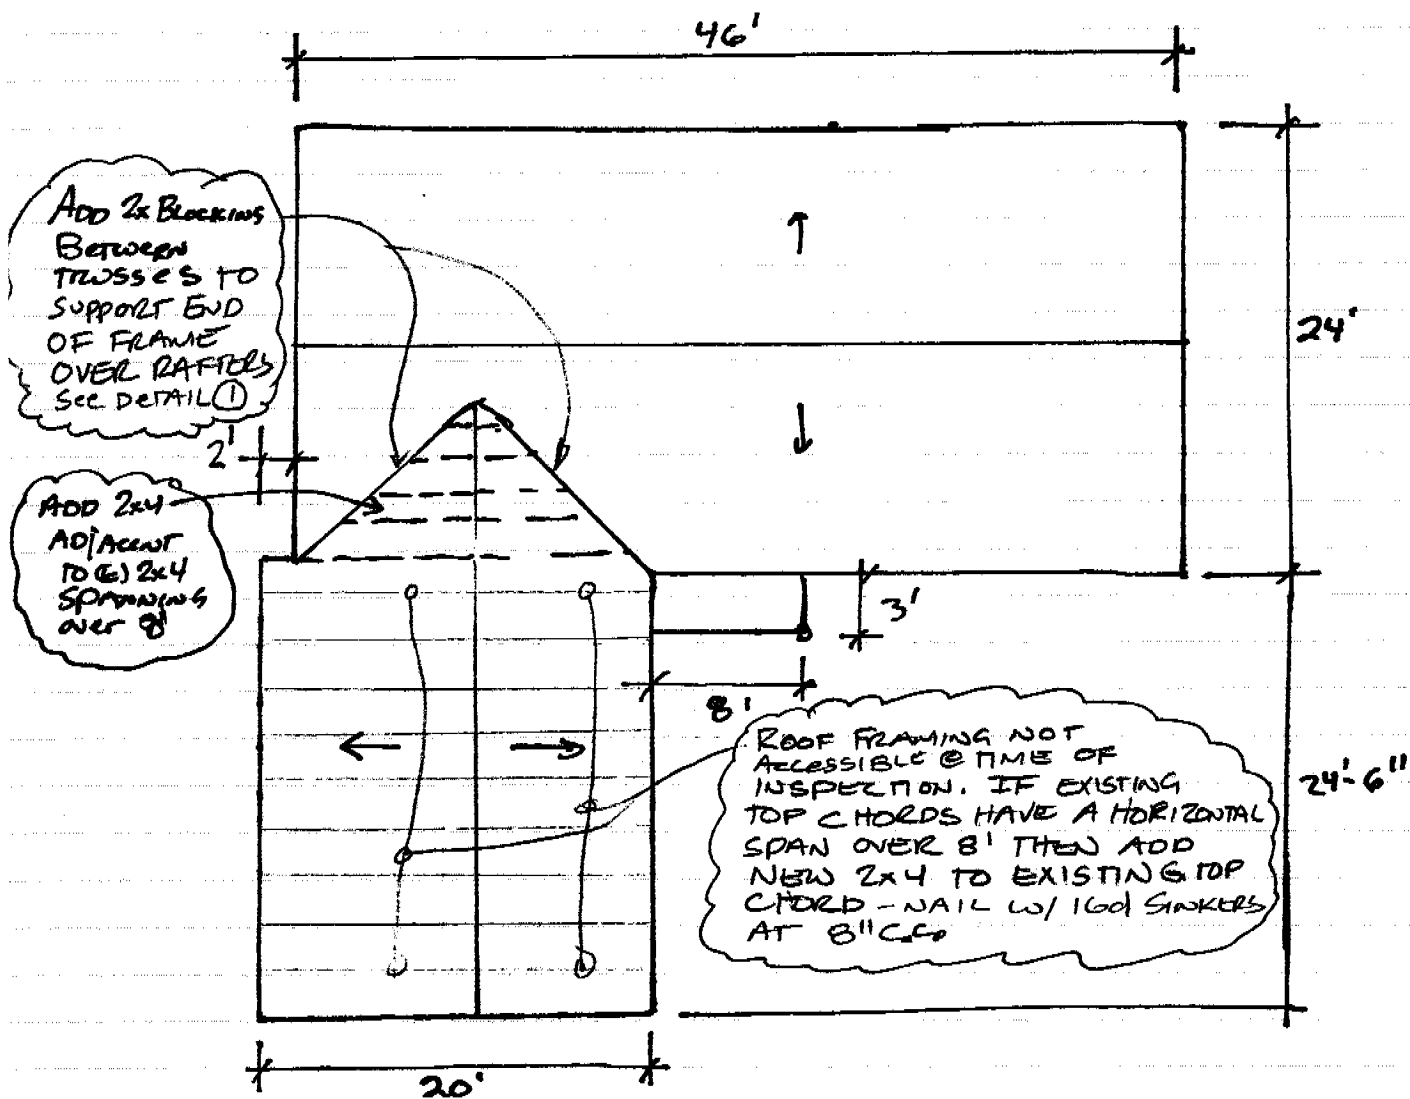 46'
ADD 2x BLOCKING
BETWEEN
TRUSSES TO
SUPPORT END
OF FRAME
OVER RAFTERS
SEE DETAIL 1
24'
2'
ADD 2x4
ADJACENT
TO (E) 2x4
SPANNING
OVER 8'
3'
8'
ROOF FRAMING NOT
ACCESSIBLE @ TIME OF
INSPECTION. IF EXISTING
TOP CHORDS HAVE A HORIZONTAL
SPAN OVER 8' THEN ADD
NEW 2x4 TO EXISTING TOP
CHORD - NAIL W/ 16d SINKERS
AT 8" C.C.
24'-6"
20'